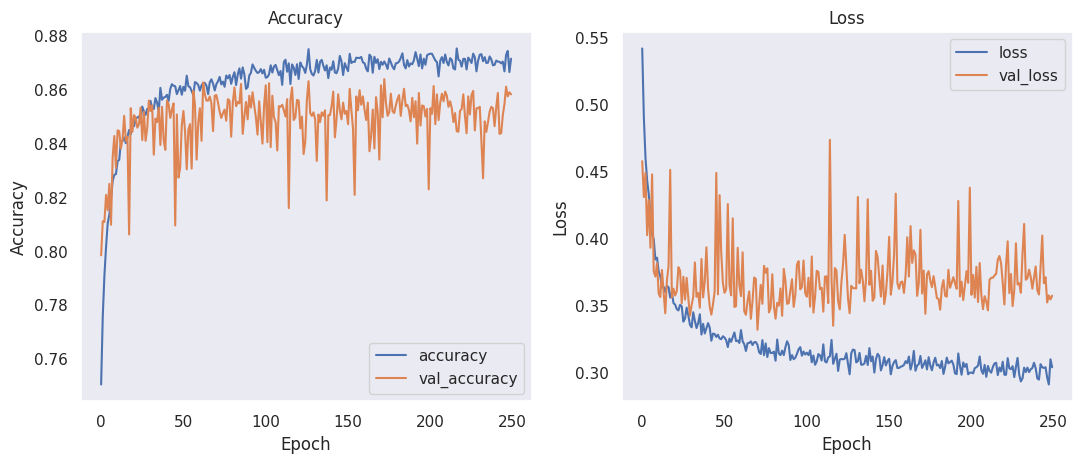 Accuracy
0.88
0.86
0.84
0.82
0.80
0.78
0.76
Accuracy
accuracy
val_accuracy
0 50 100 150 200 250
Epoch
Loss
0.55
0.50
0.45
0.40
0.35
0.30
Loss
loss
val_loss
0 50 100 150 200 250
Epoch